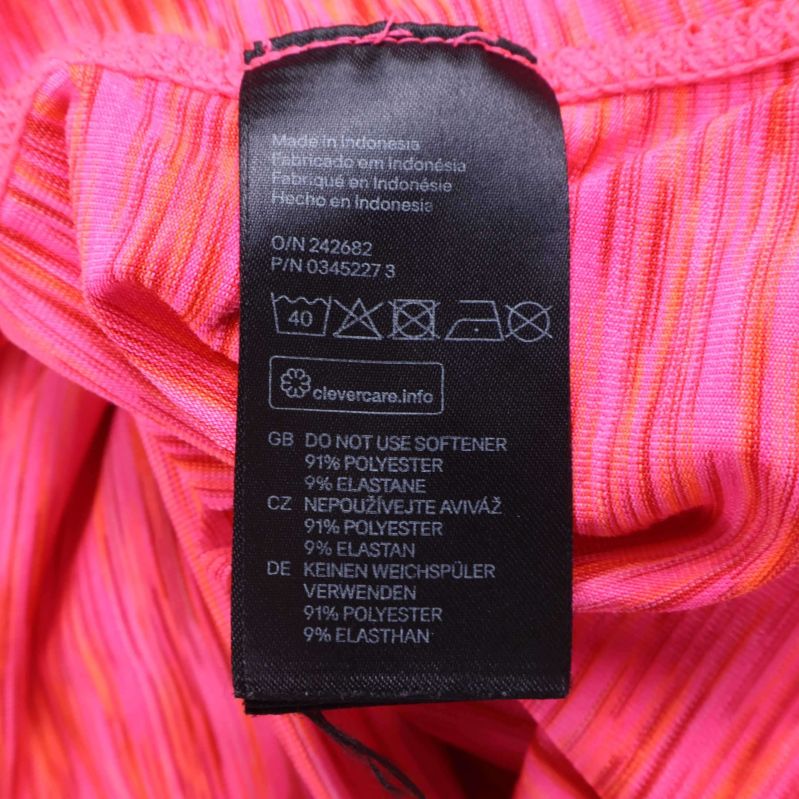 Made in Indonesia
Fabricado em Indonésia
Fabriqué en Indonésie
Hecho en Indonesia
O/N 242682
P/N 0345227 3
40
clevercare.info
GB DO NOT USE SOFTENER
91% POLYESTER
9% ELASTANE
CZ NEPOUŽÍVEJTE AVIVÁŽ
91% POLYESTER
9% ELASTAN
DE KEINEN WEICHSPÜLER
VERWENDEN
91% POLYESTER
9% ELASTHAN